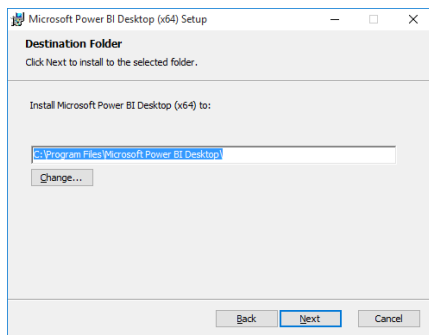 Microsoft Power BI Desktop (x64) Setup
Destination Folder
Click Next to install to the selected folder.
Install Microsoft Power BI Desktop (x64) to:
C:\Program Files\Microsoft Power BI Desktop\
Change...
Back Next Cancel